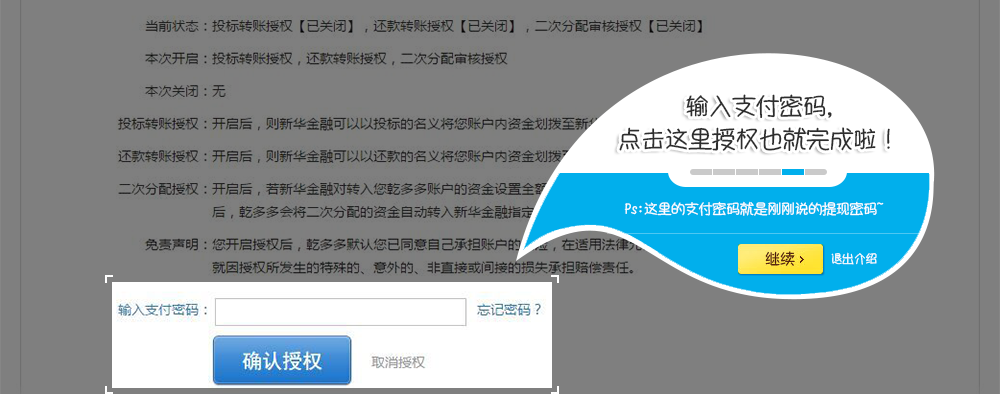 当前状态：投标转账授权【已关闭】，还款转账授权【已关闭】，二次分配审核授权【已关闭】
本次开启：投标转账授权，还款转账授权，二次分配审核授权
本次关闭：无
投标转账授权：开启后，则新华金融可以以投标的名义将您账户内资金划拨至新华
还款转账授权：开启后，则新华金融可以以还款的名义将您账户内资金划拨至
二次分配授权：开启后，若新华金融对转入您乾多多账户的资金设置全额
后，乾多多会将二次分配的资金自动转入新华金融指定
免责声明：您开启授权后，乾多多默认您已同意自己承担账户的风险，在适用法律允
就因授权所发生的特殊的、意外的、非直接或间接的损失承担赔偿责任。
输入支付密码,
点击这里授权也就完成啦！
Ps:这里的支付密码就是刚刚说的提现密码~
继续 >
退出介绍
输入支付密码：
忘记密码？
确认授权
取消授权